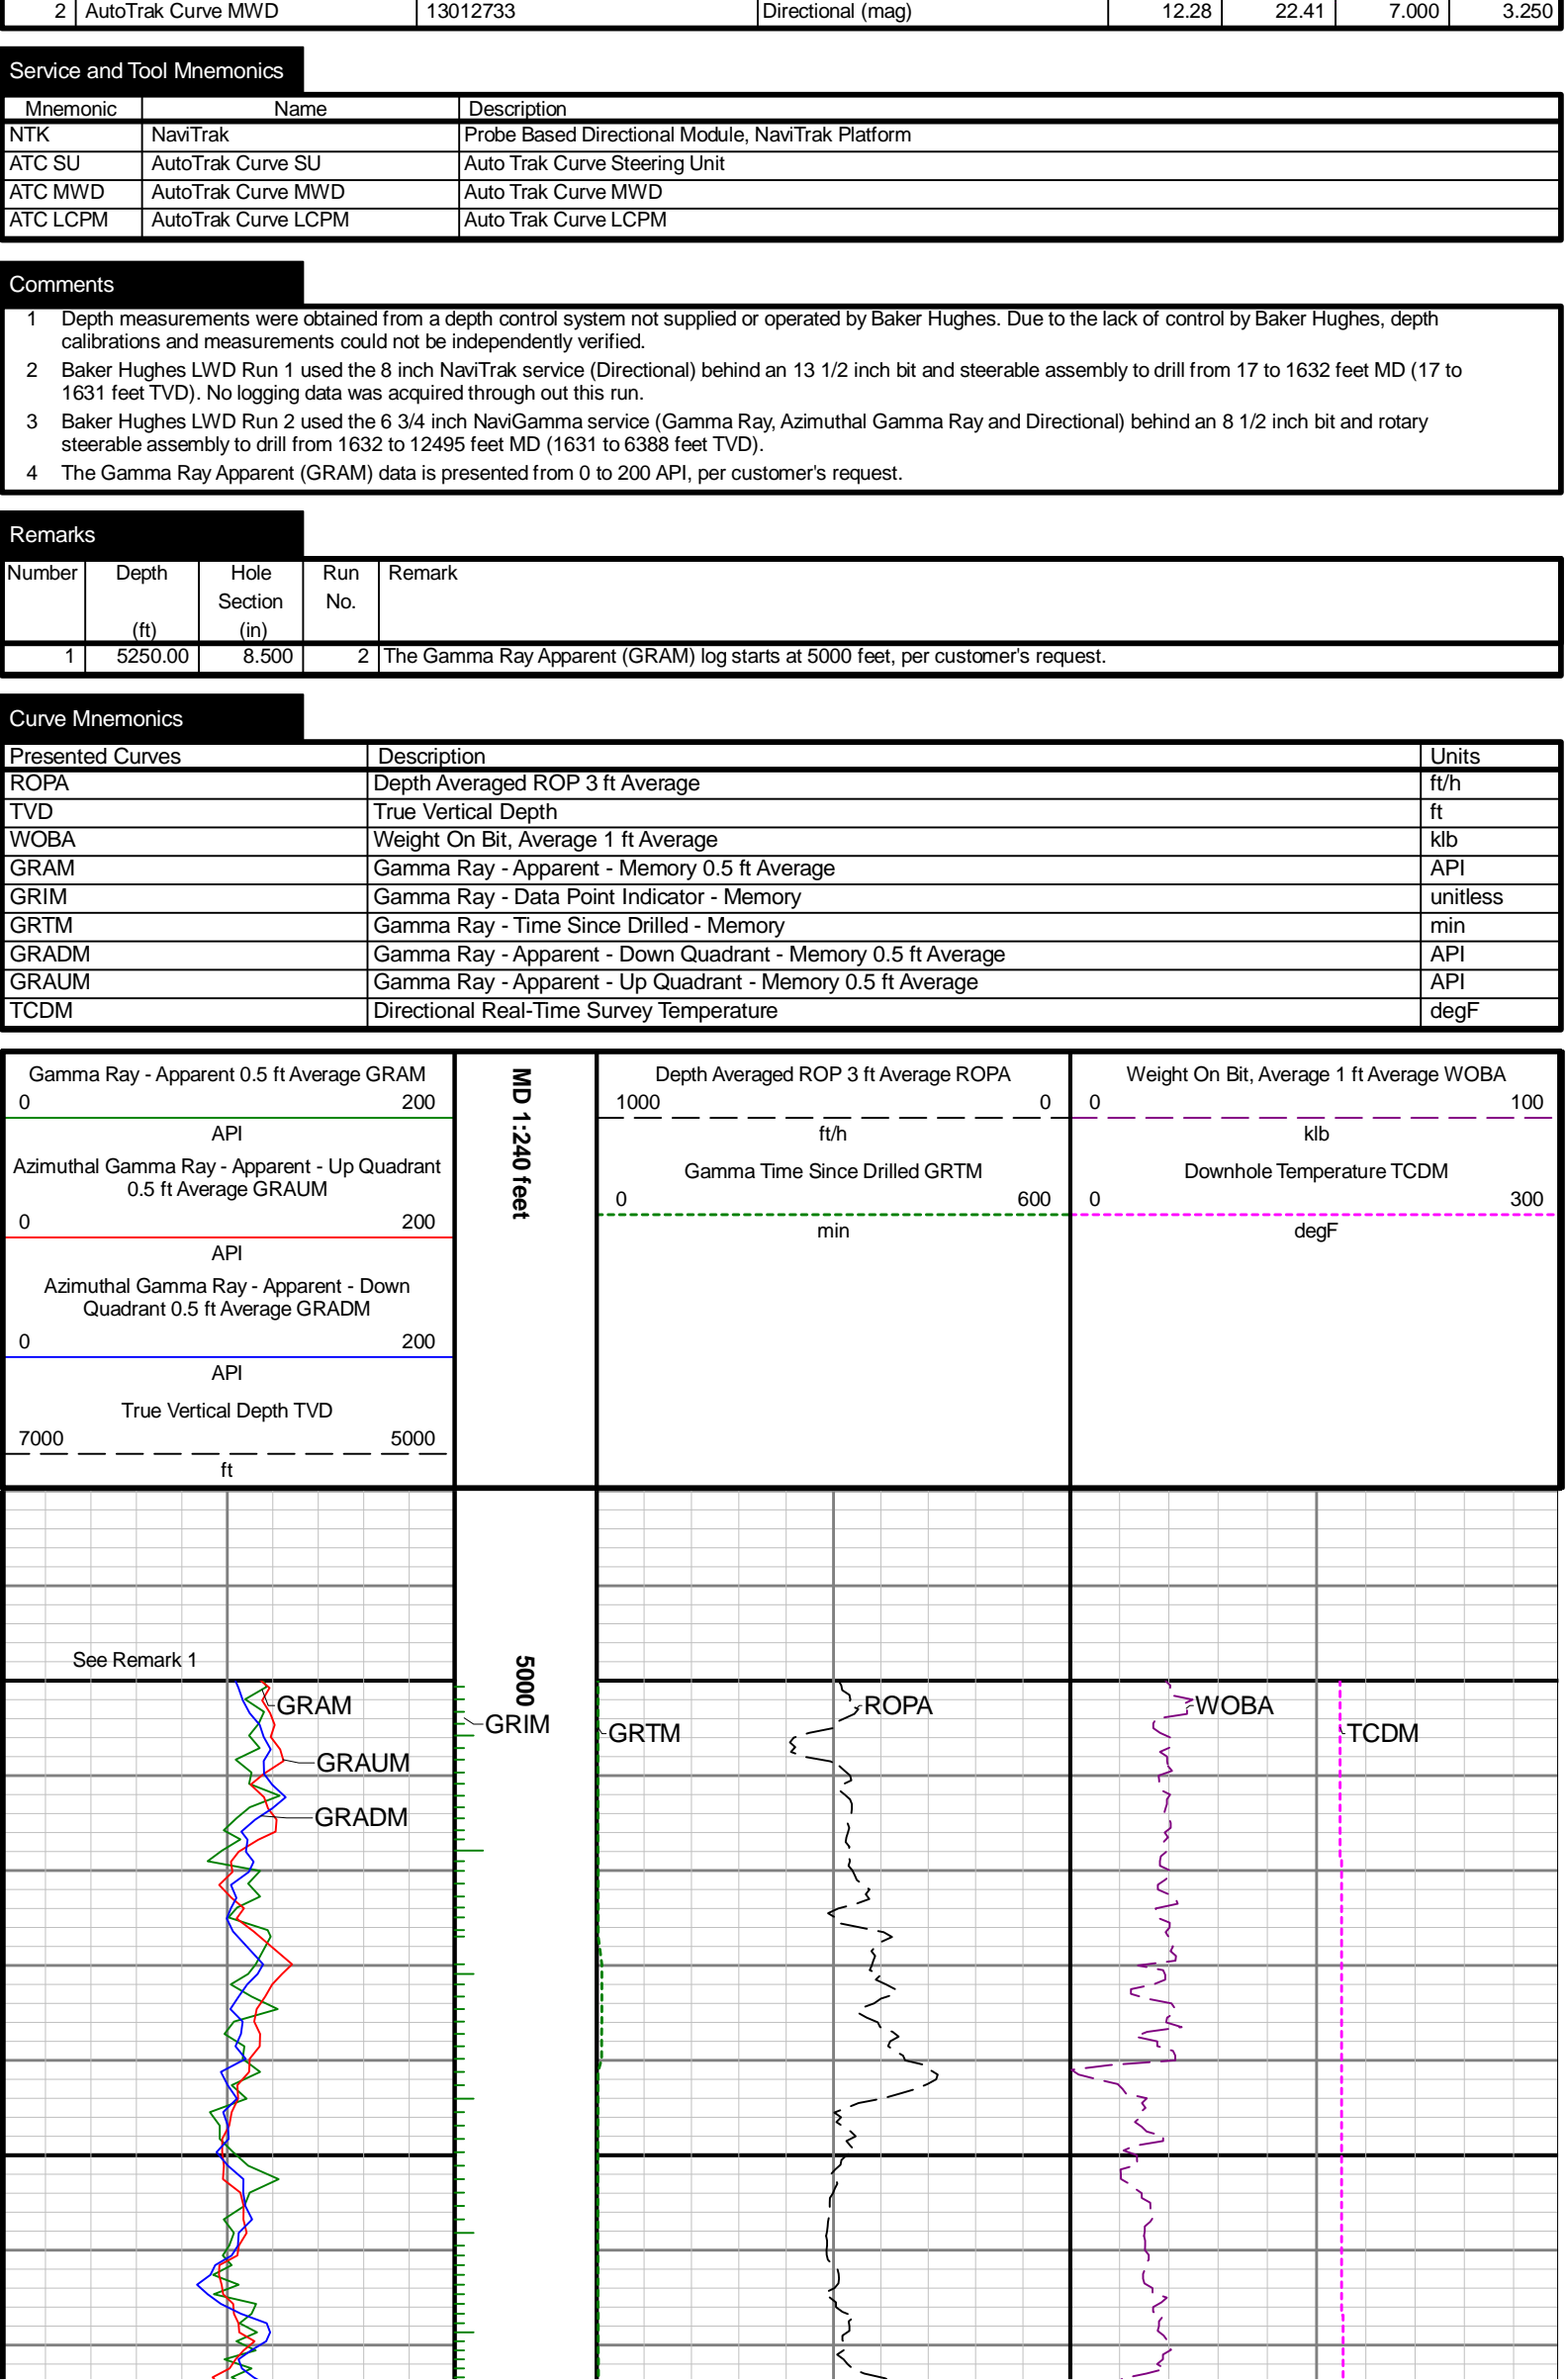 2 AutoTrak Curve MWD 13012733 Directional (mag) 12.28 22.41 7.000 3.250
Service and Tool Mnemonics
Mnemonic Name Description
NTK NaviTrak Probe Based Directional Module, NaviTrak Platform
ATC SU AutoTrak Curve SU Auto Trak Curve Steering Unit
ATC MWD AutoTrak Curve MWD Auto Trak Curve MWD
ATC LCPM AutoTrak Curve LCPM Auto Trak Curve LCPM
Comments
1 Depth measurements were obtained from a depth control system not supplied or operated by Baker Hughes. Due to the lack of control by Baker Hughes, depth
calibrations and measurements could not be independently verified.
2 Baker Hughes LWD Run 1 used the 8 inch NaviTrak service (Directional) behind an 13 1/2 inch bit and steerable assembly to drill from 17 to 1632 feet MD (17 to
1631 feet TVD). No logging data was acquired through out this run.
3 Baker Hughes LWD Run 2 used the 6 3/4 inch NaviGamma service (Gamma Ray, Azimuthal Gamma Ray and Directional) behind an 8 1/2 inch bit and rotary
steerable assembly to drill from 1632 to 12495 feet MD (1631 to 6388 feet TVD).
4 The Gamma Ray Apparent (GRAM) data is presented from 0 to 200 API, per customer's request.
Remarks
Number Depth Hole Run Remark
Section No.
(ft) (in)
1 5250.00 8.500 2 The Gamma Ray Apparent (GRAM) log starts at 5000 feet, per customer's request.
Curve Mnemonics
Presented Curves Description Units
ROPA Depth Averaged ROP 3 ft Average ft/h
TVD True Vertical Depth ft
WOBA Weight On Bit, Average 1 ft Average klb
GRAM Gamma Ray - Apparent - Memory 0.5 ft Average API
GRIM Gamma Ray - Data Point Indicator - Memory unitless
GRTM Gamma Ray - Time Since Drilled - Memory min
GRADM Gamma Ray - Apparent - Down Quadrant - Memory 0.5 ft Average API
GRAUM Gamma Ray - Apparent - Up Quadrant - Memory 0.5 ft Average API
TCDM Directional Real-Time Survey Temperature degF
Gamma Ray - Apparent 0.5 ft Average GRAM
0 200
API
Azimuthal Gamma Ray - Apparent - Up Quadrant
0.5 ft Average GRAUM
0 200
API
Azimuthal Gamma Ray - Apparent - Down
Quadrant 0.5 ft Average GRADM
0 200
API
True Vertical Depth TVD
7000 5000
ft
MD 1:240 feet
Depth Averaged ROP 3 ft Average ROPA
1000 0
ft/h
Gamma Time Since Drilled GRTM
0 600
min
Weight On Bit, Average 1 ft Average WOBA
0 100
klb
Downhole Temperature TCDM
0 300
degF
See Remark 1
5000
GRAM
GRIM
ROPA
WOBA
GRTM
TCDM
GRAUM
GRADM